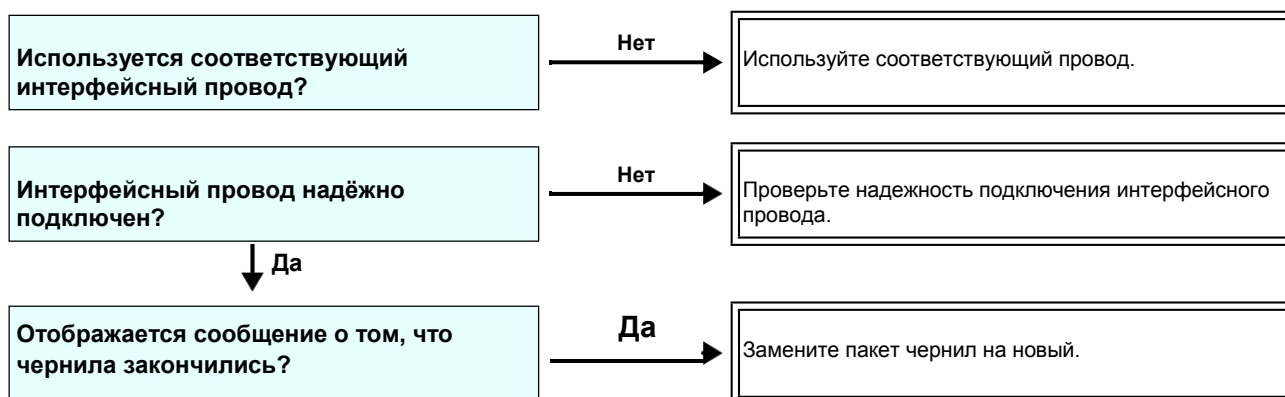 Используется соответствующий
интерфейсный провод?
Нет
Используйте соответствующий провод.
Интерфейсный провод надёжно
подключен?
Нет
Проверьте надежность подключения интерфейсного
провода.
Да
Отображается сообщение о том, что
чернила закончились?
Да
Замените пакет чернил на новый.